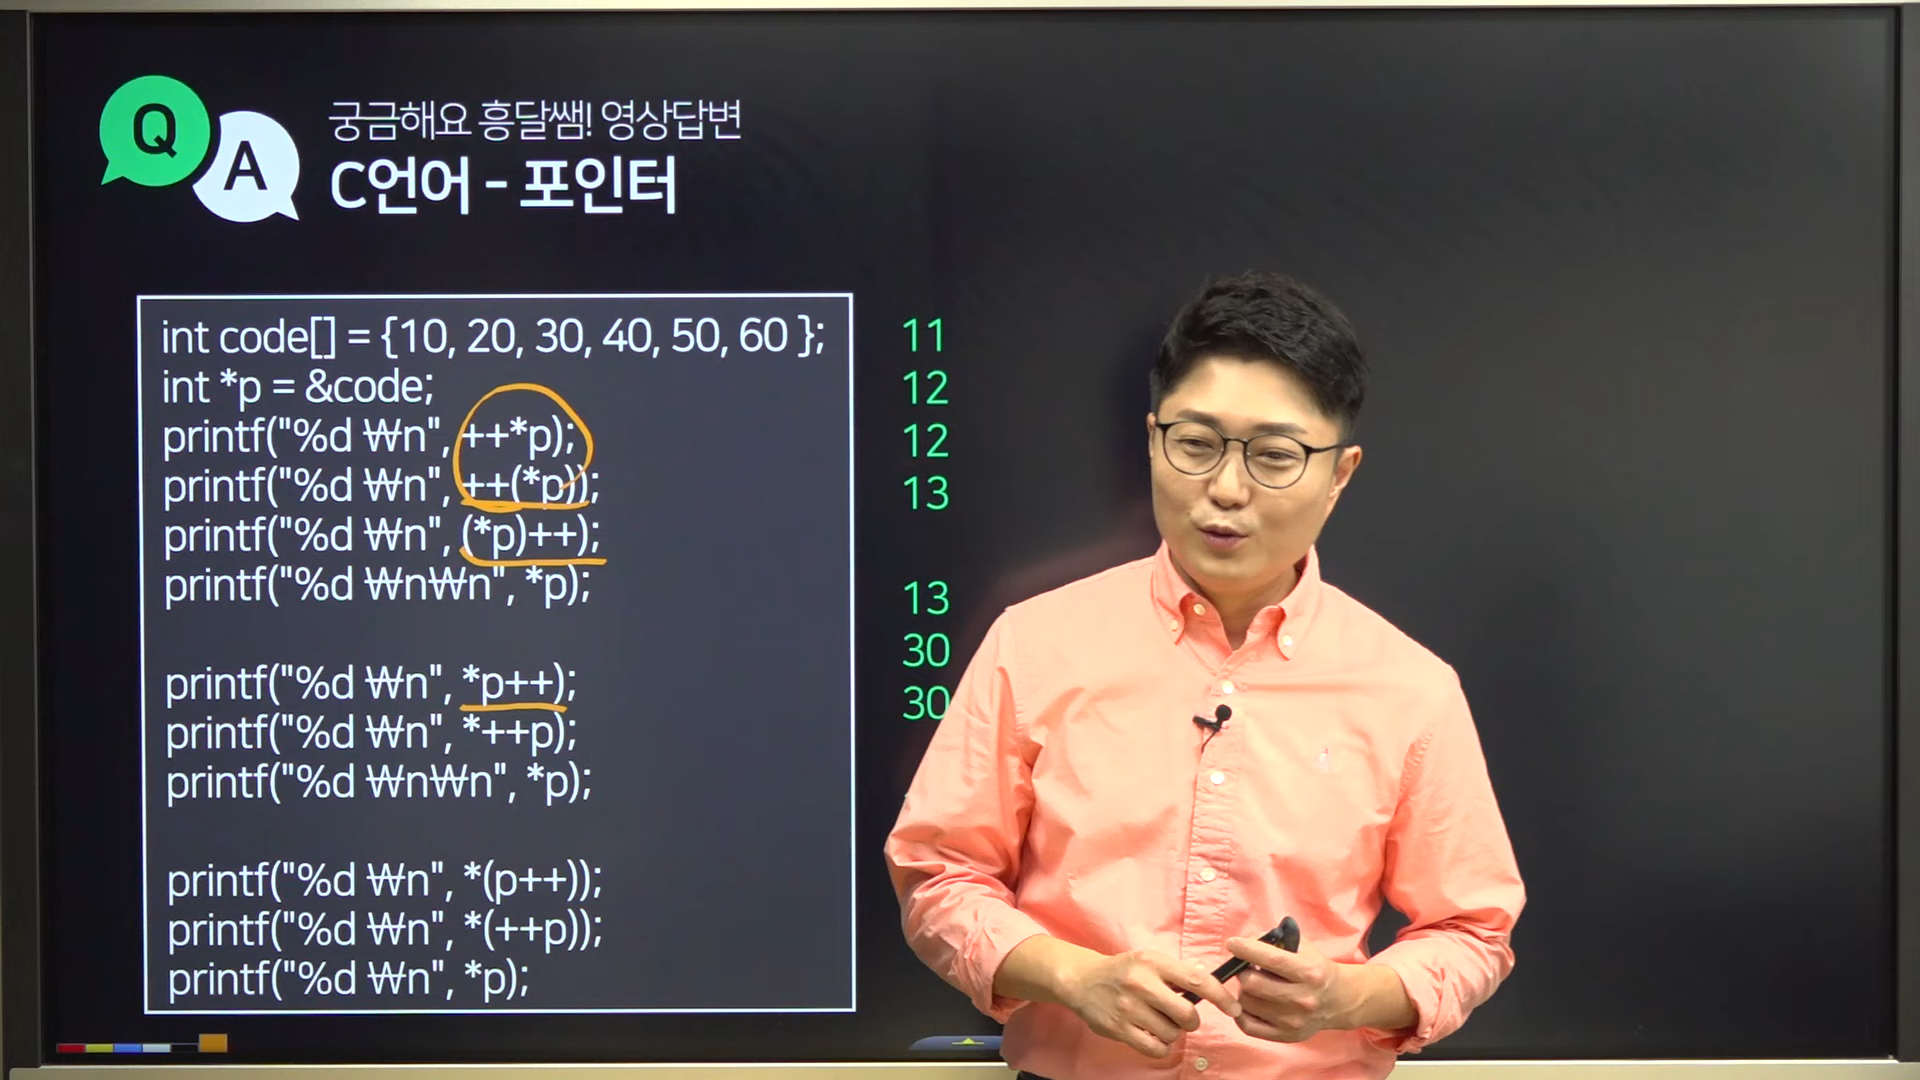 Q
A
궁금해요 흥달쌤! 영상답변
C언어 - 포인터
int code[] = {10, 20, 30, 40, 50, 60 };
int *p = &code;
printf("%d ₩n", ++*p);
printf("%d ₩n", ++(*p));
printf("%d ₩n", (*p)++);
printf("%d ₩n₩n", *p);
printf("%d ₩n", *p++);
printf("%d ₩n", *++p);
printf("%d ₩n₩n", *p);
printf("%d ₩n", *(p++));
printf("%d ₩n", *(++p));
printf("%d ₩n", *p);
11
12
12
13
13
30
30